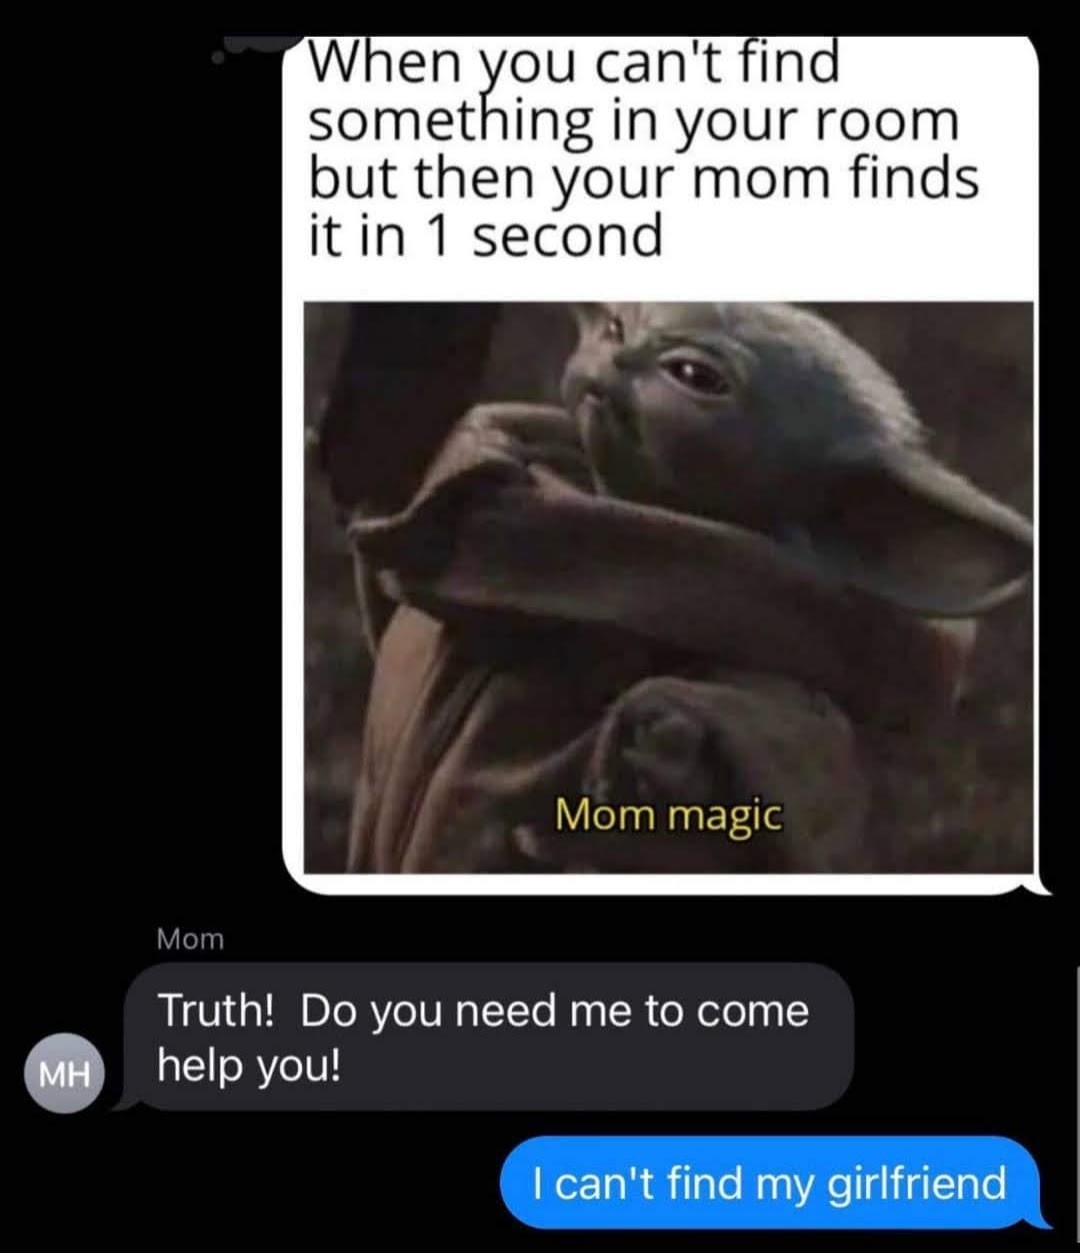 When you can't find
something in your room
but then your mom finds
it in 1 second
Mom magic
Mom
Truth!  Do you need me to come
help you!
MH
I can't find my girlfriend